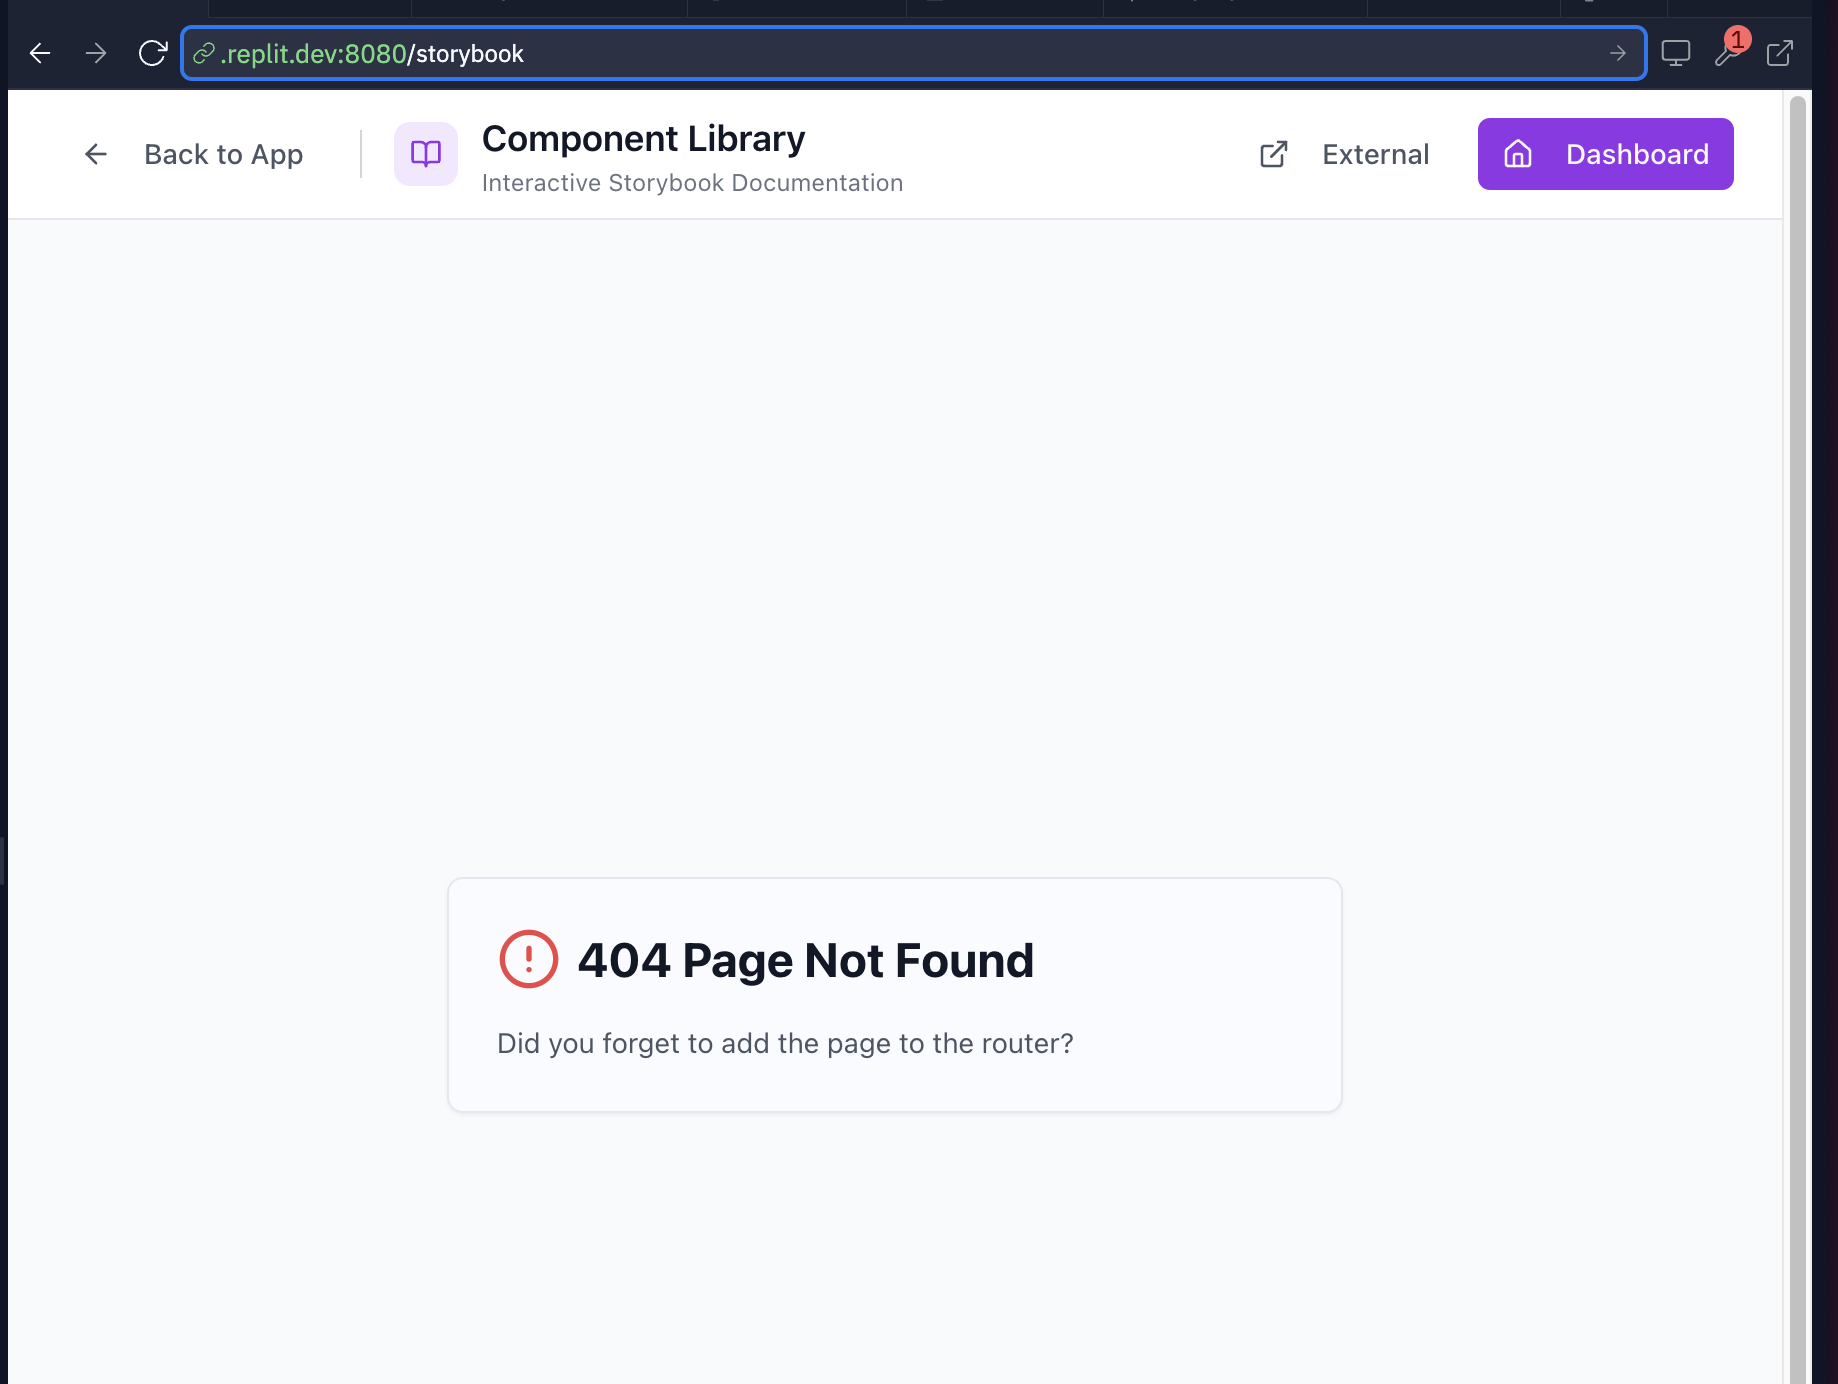 .replit.dev:8080/storybook
1
Back to App
Component Library
Interactive Storybook Documentation
External
Dashboard
404 Page Not Found
Did you forget to add the page to the router?